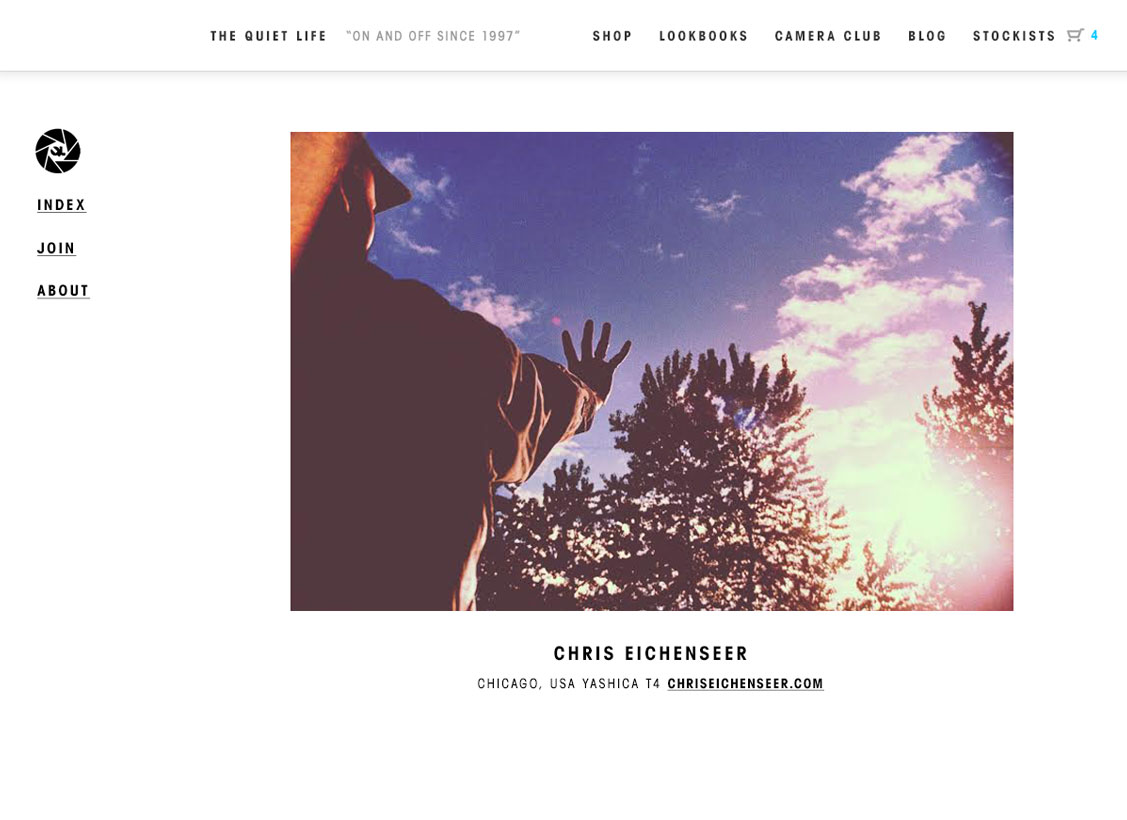 THE QUIET LIFE "ON AND OFF SINCE 1997" SHOP LOOKBOOKS CAMERA CLUB BLOG STOCKISTS 4
INDEX
JOIN
ABOUT
CHRIS EICHENSEER
CHICAGO, USA YASHICA T4 CHRISEICHENSEER.COM